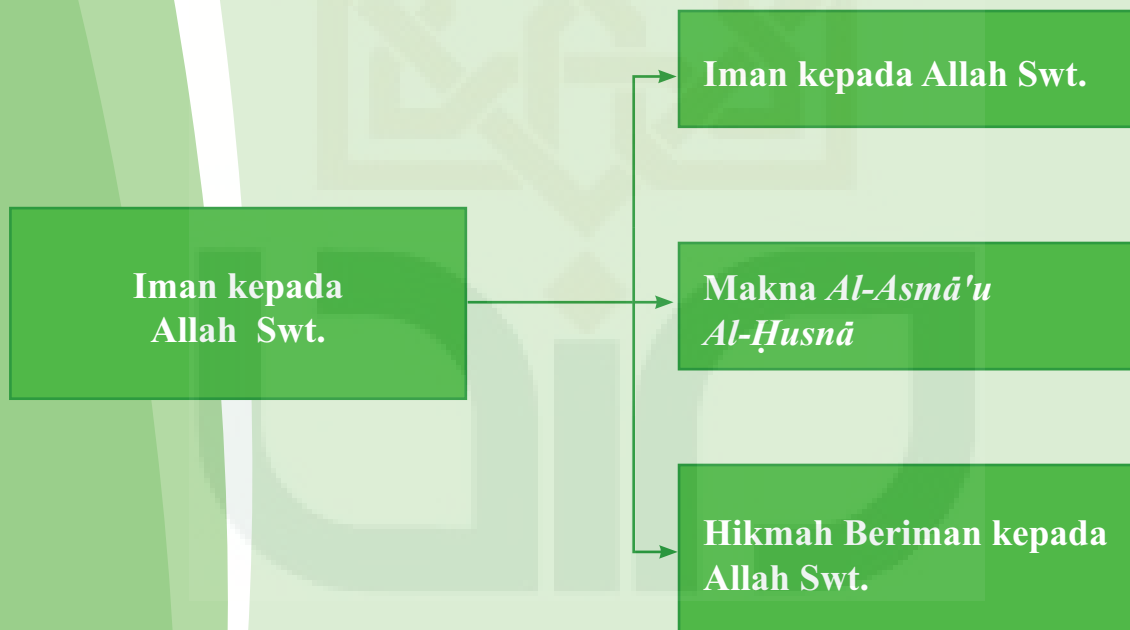 Iman kepada Allah Swt.
Iman kepada
Allah Swt.
Makna Al-Asmā'u
Al-Ḥusnā
Hikmah Beriman kepada
Allah Swt.